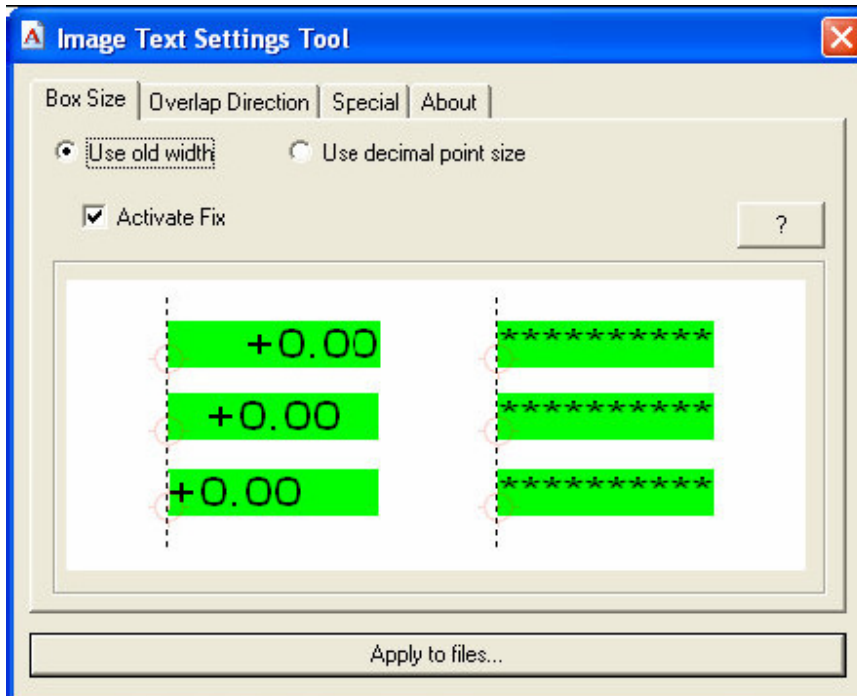 Image Text Settings Tool
Box Size Overlap Direction Special About
Use old width Use decimal point size
Activate Fix ?
+0.00 **********
+0.00 **********
+0.00 **********
Apply to files...